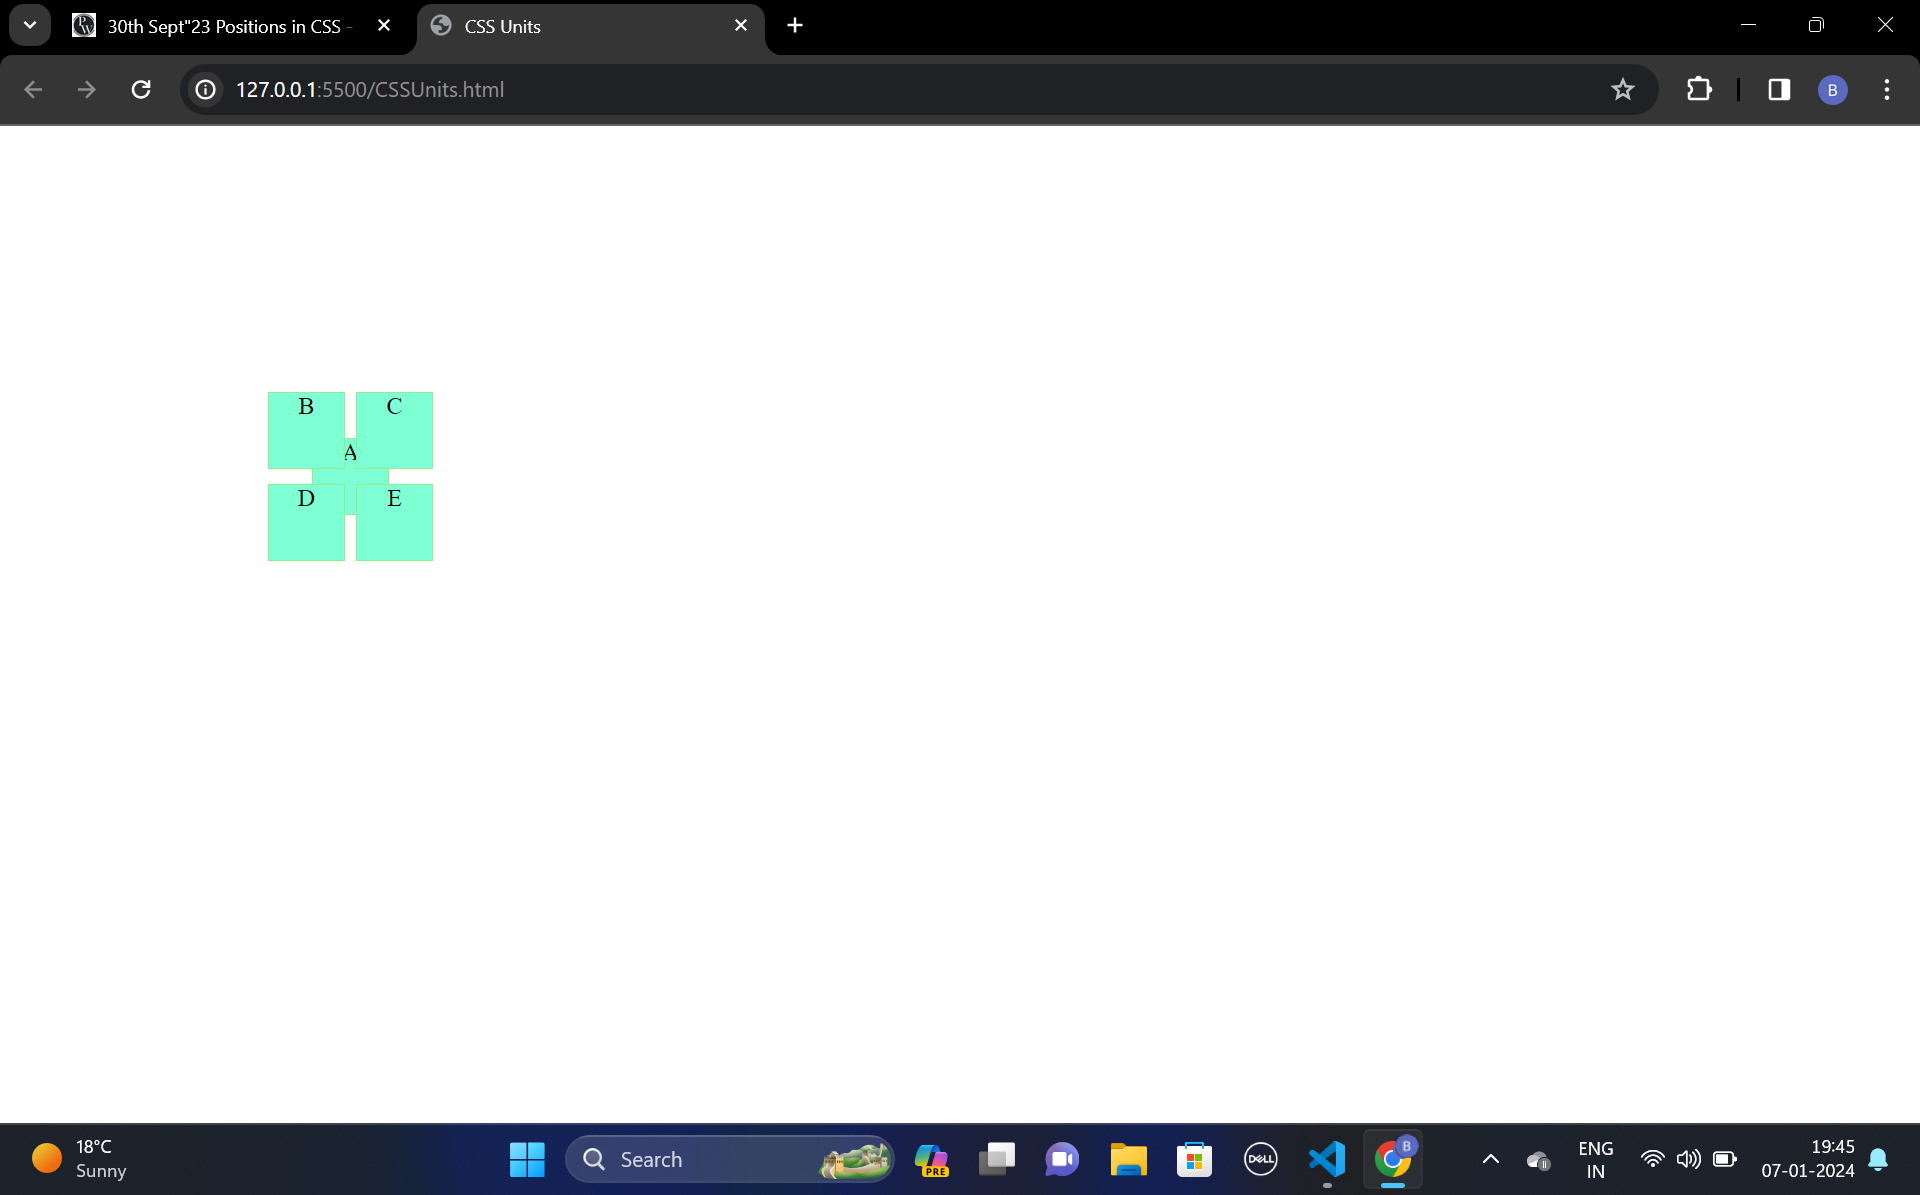 30th Sept"23 Positions in CSS -
CSS Units
127.0.0.1:5500/CSSUnits.html
B
B
C
A
D
E
18°C
Sunny
Search
PRE
DELL
B
ENG
IN
19:45
07-01-2024